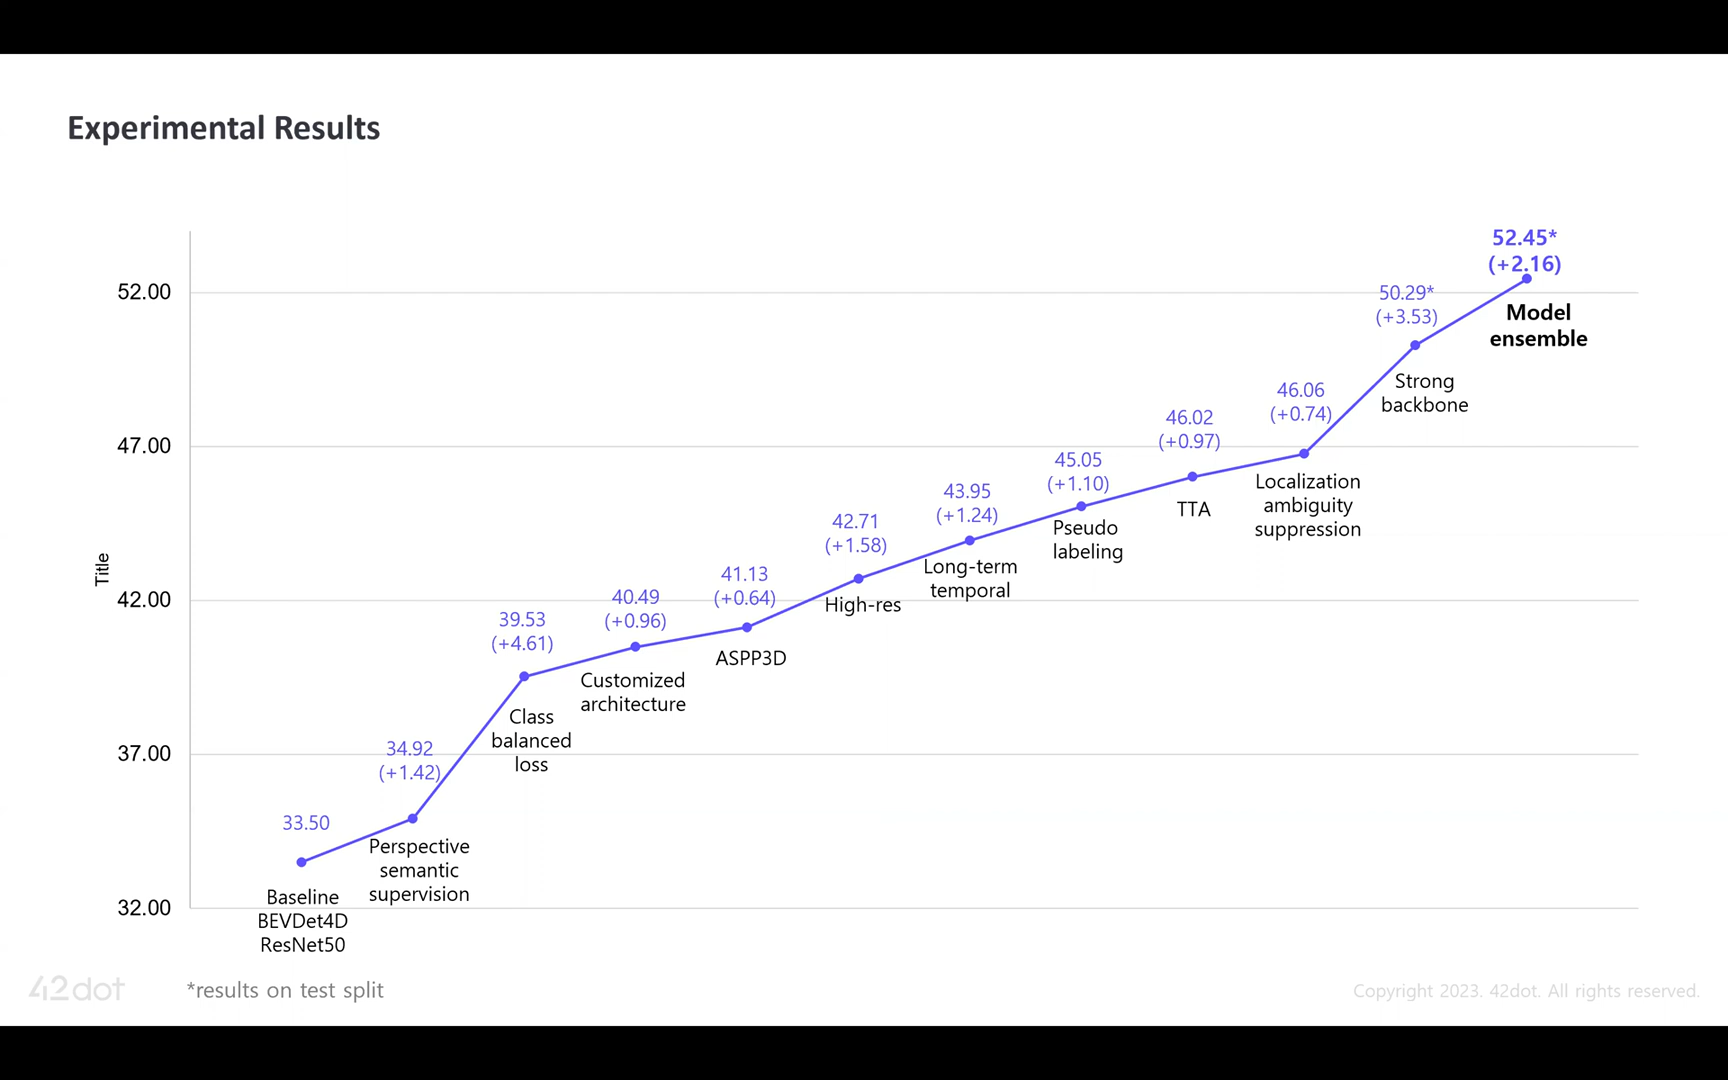 Experimental Results
52.45*
(+2.16)
52.00
50.29*
(+3.53)
Model
ensemble
Strong
backbone
46.06
(+0.74)
46.02
(+0.97)
47.00
45.05
(+1.10)
Localization
ambiguity
suppression
43.95
(+1.24)
TTA
42.71
(+1.58)
Pseudo
labeling
Title
41.13
(+0.64)
Long-term
temporal
42.00
40.49
(+0.96)
High-res
39.53
(+4.61)
ASPP3D
Customized
architecture
Class
balanced
loss
37.00
34.92
(+1.42)
33.50
Perspective
semantic
supervision
32.00
Baseline
BEVDet4D
ResNet50
42dot
*results on test split
Copyright 2023. 42dot. All rights reserved.